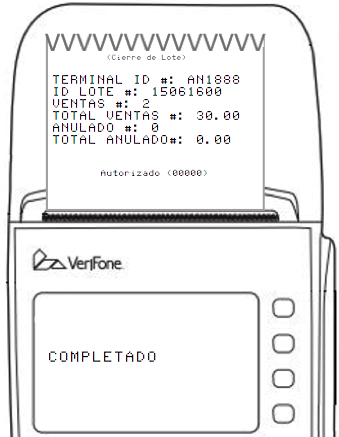 (Cierre de Lote)
TERMINAL ID #: AN1888
ID LOTE #: 15061600
VENTAS #: 2
TOTAL VENTAS #: 30.00
ANULADO #: 0
TOTAL ANULADO#: 0.00
Autorizado (00000)
VeriFone
COMPLETADO